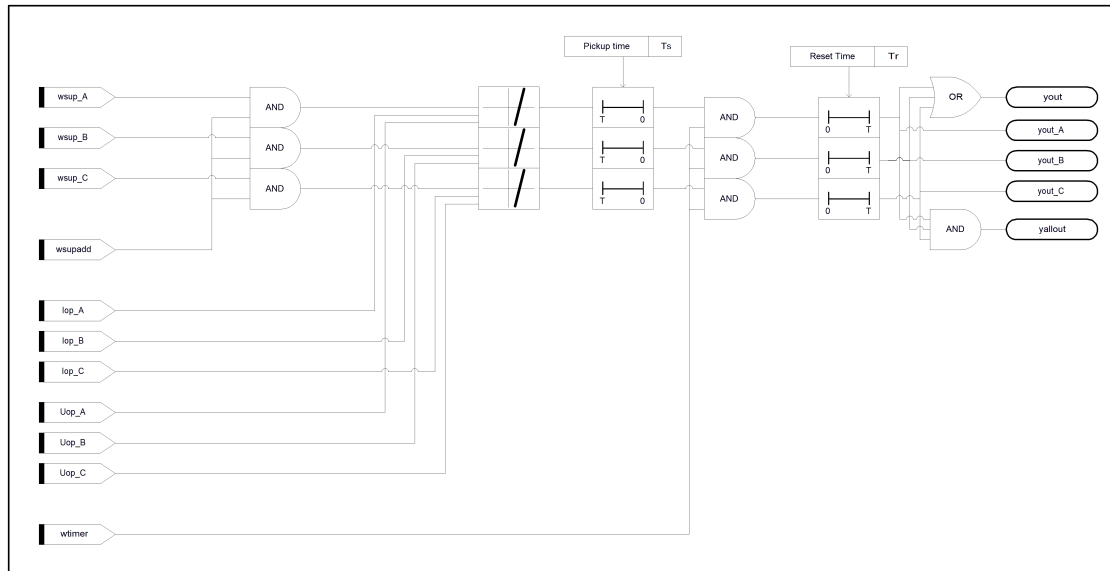 Pickup time Ts
Reset Time Tr
wsup_A
AND
T 0
AND
0 T
OR
yout
wsup_B
AND
T 0
AND
0 T
yout_A
yout_B
wsup_C
AND
T 0
AND
0 T
yout_C
AND
yallout
wsupadd
Iop_A
Iop_B
Iop_C
Uop_A
Uop_B
Uop_C
wtimer